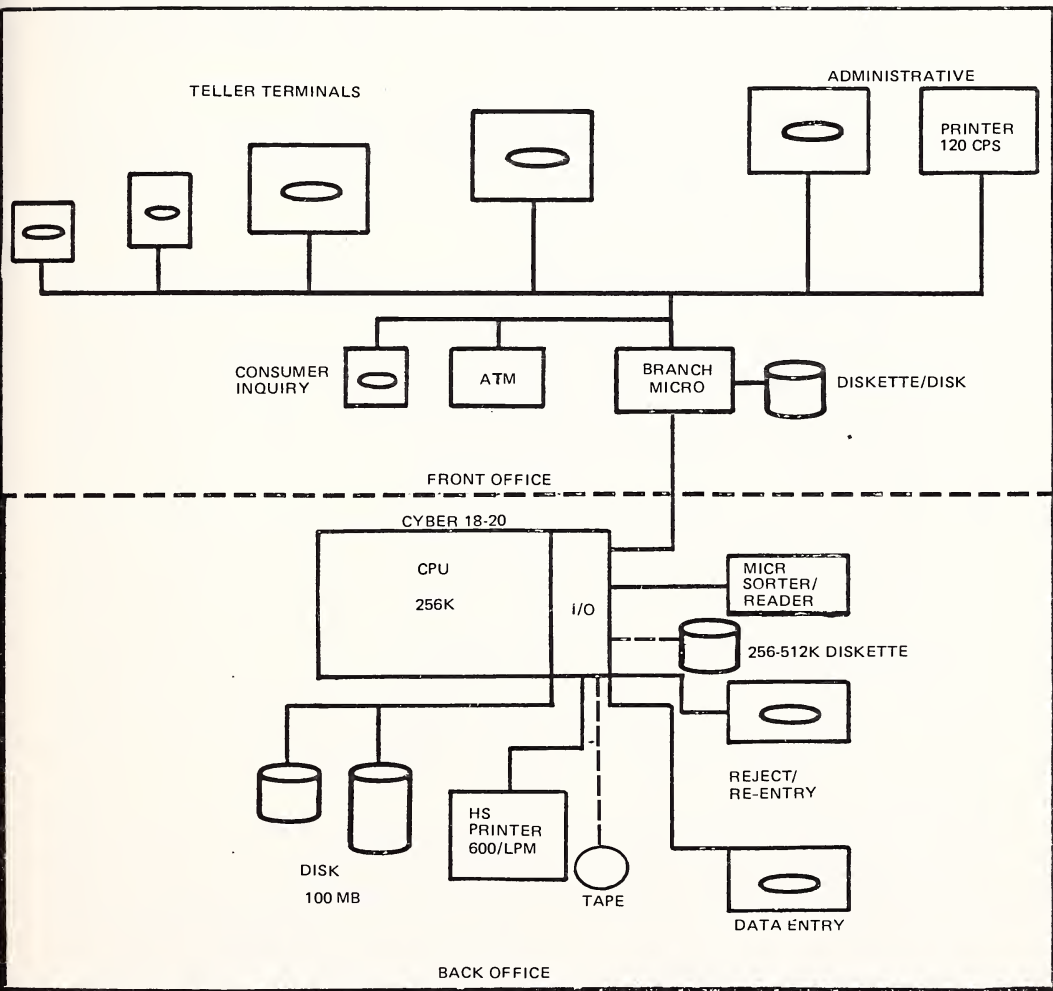 TELLER TERMINALS
ADMINISTRATIVE
PRINTER
120 CPS
CONSUMER
INQUIRY
ATM
BRANCH
MICRO
DISKETTE/DISK
FRONT OFFICE
CYBER 18-20
CPU
256K
I/O
MICR
SORTER/
READER
256-512K DISKETTE
REJECT/
RE-ENTRY
HS
PRINTER
600/LPM
DISK
100 MB
TAPE
DATA ENTRY
BACK OFFICE